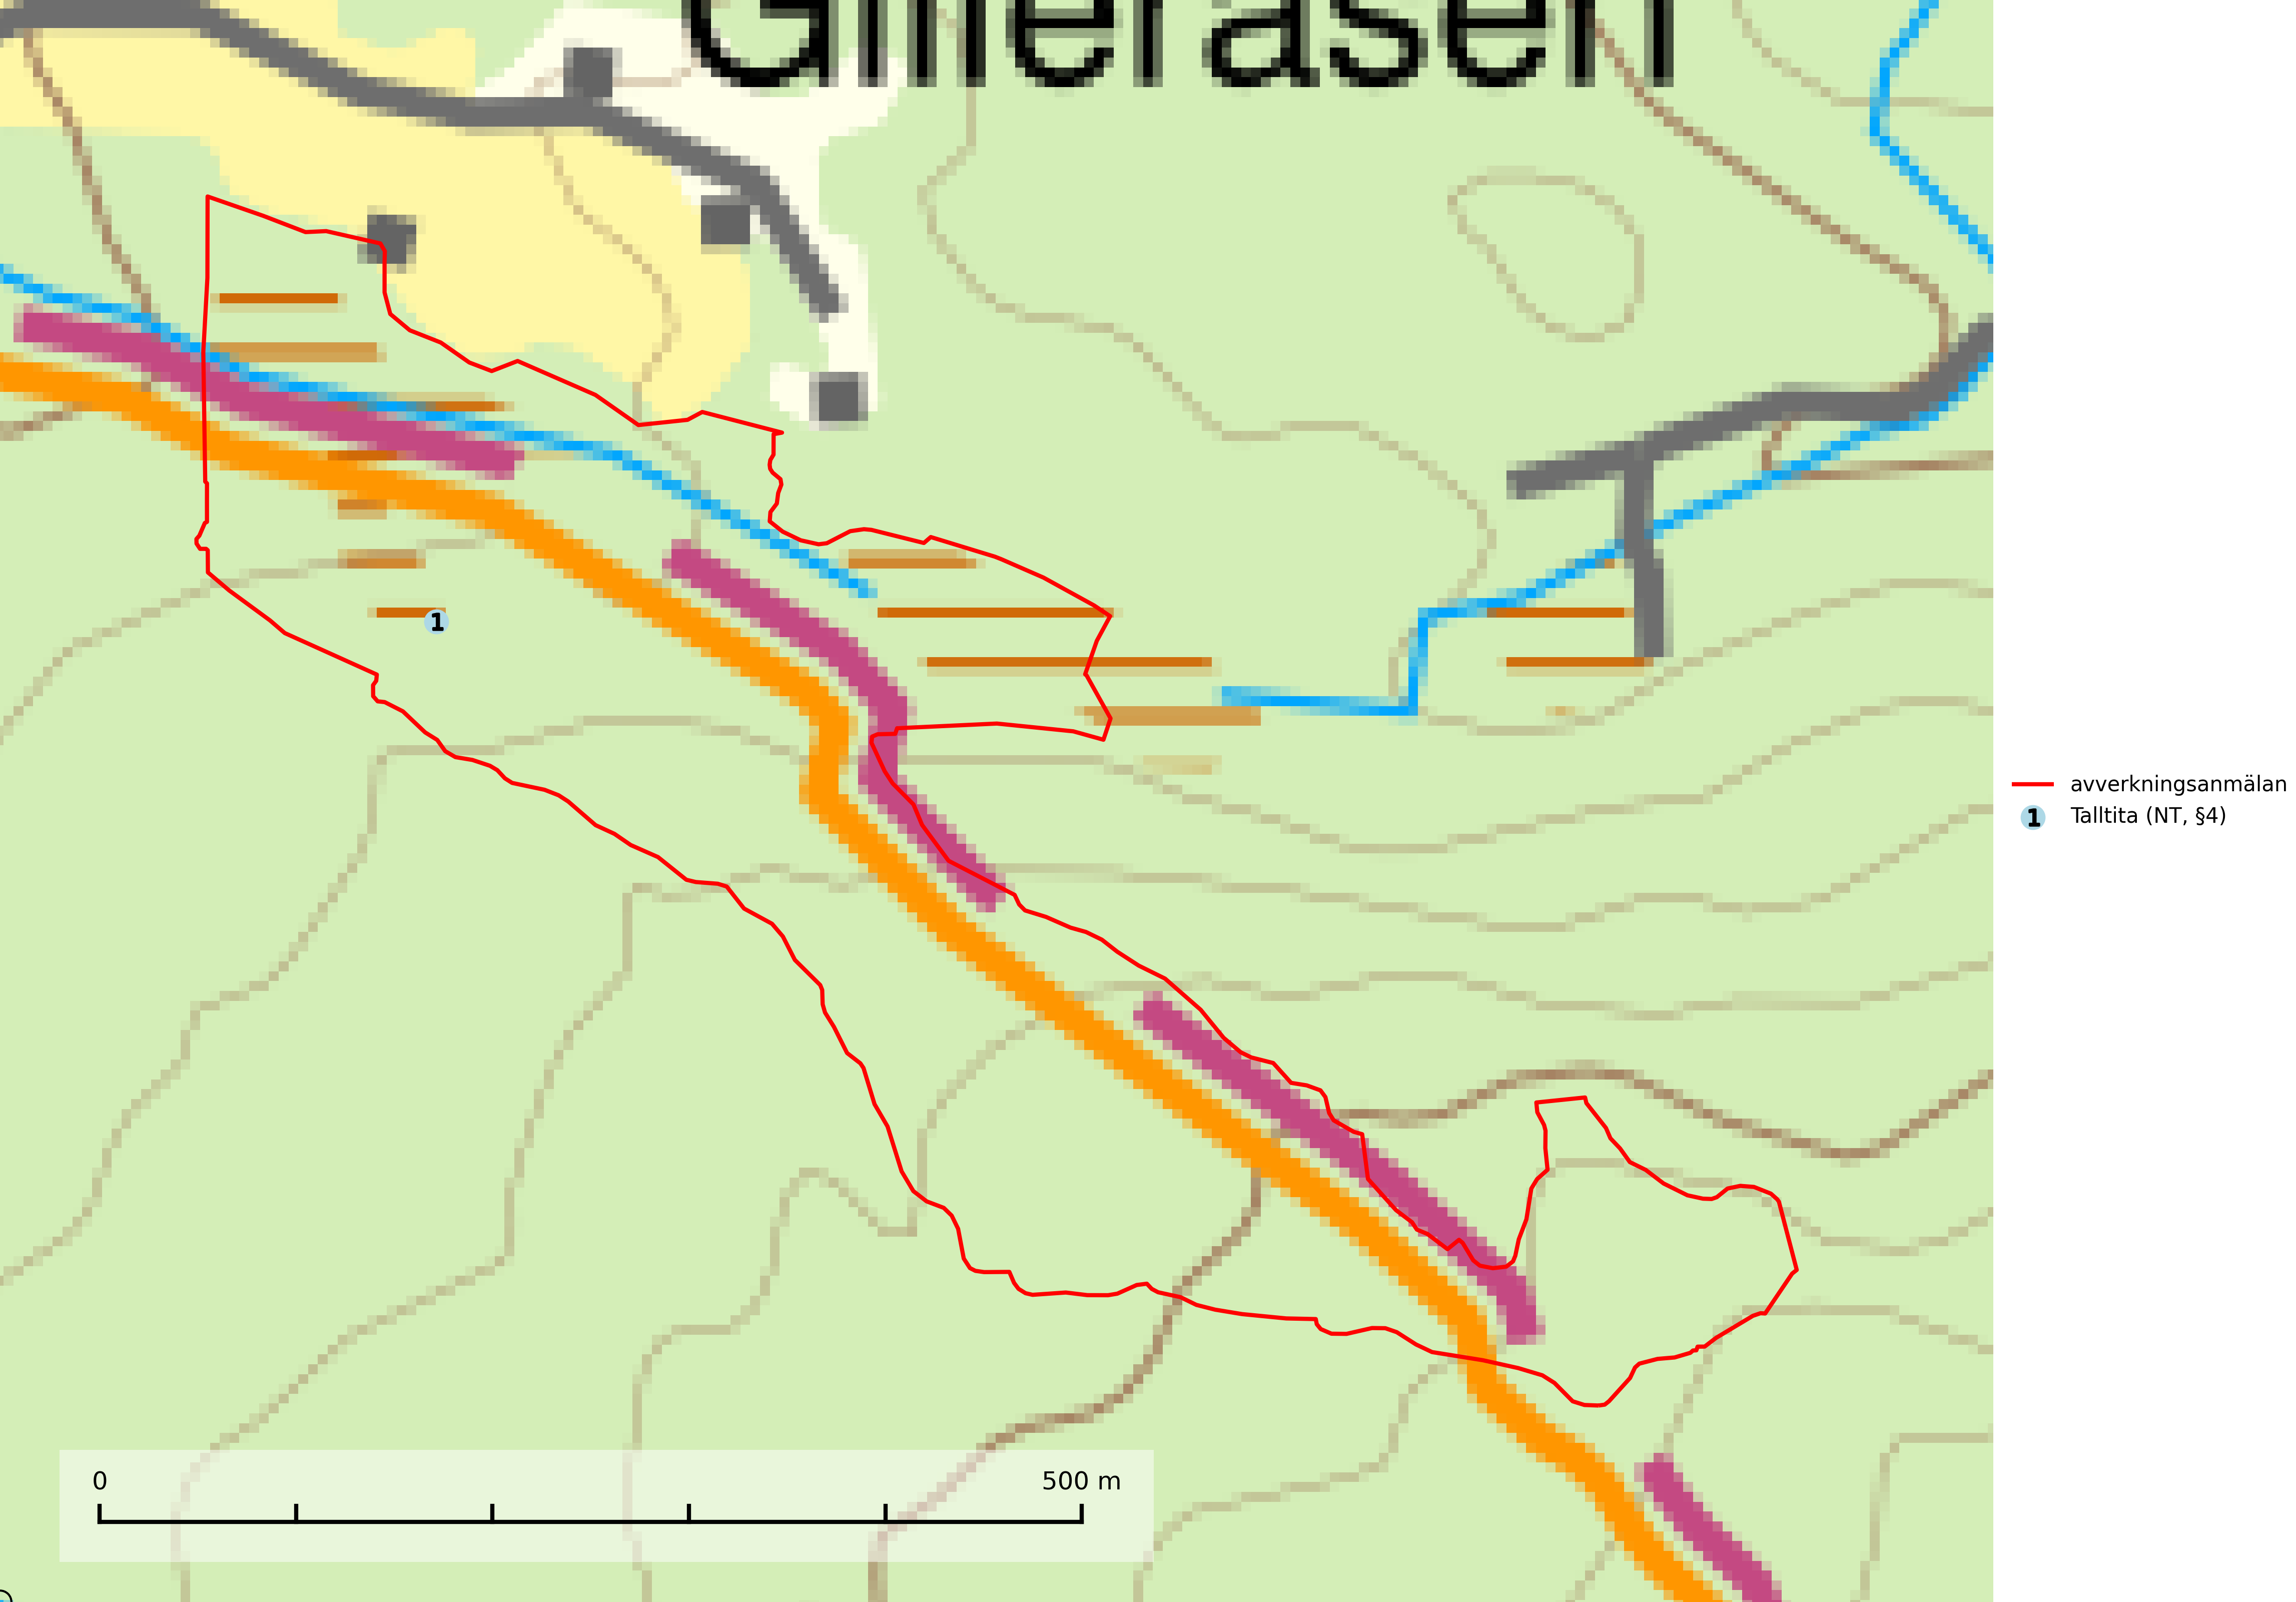 avverkningsanmälan
1 Talltita (NT, §4)
1
0 500 m